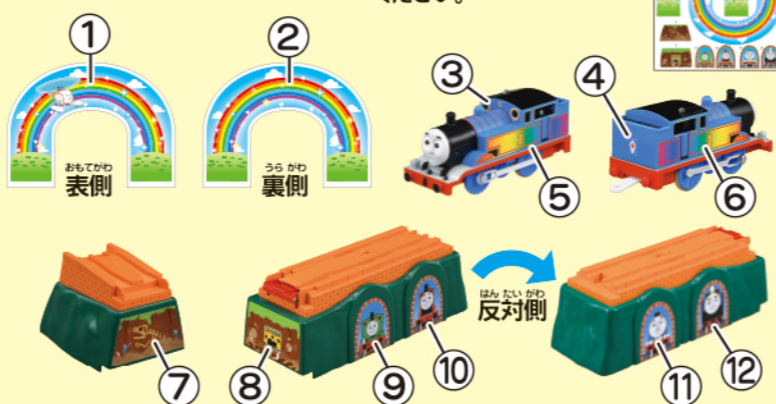 ください。
① ②
③ ④
おもてがわ
表側
うらがわ
裏側
⑤ ⑥
はんたいがわ
反対側
⑦ ⑧ ⑨ ⑩ ⑪ ⑫